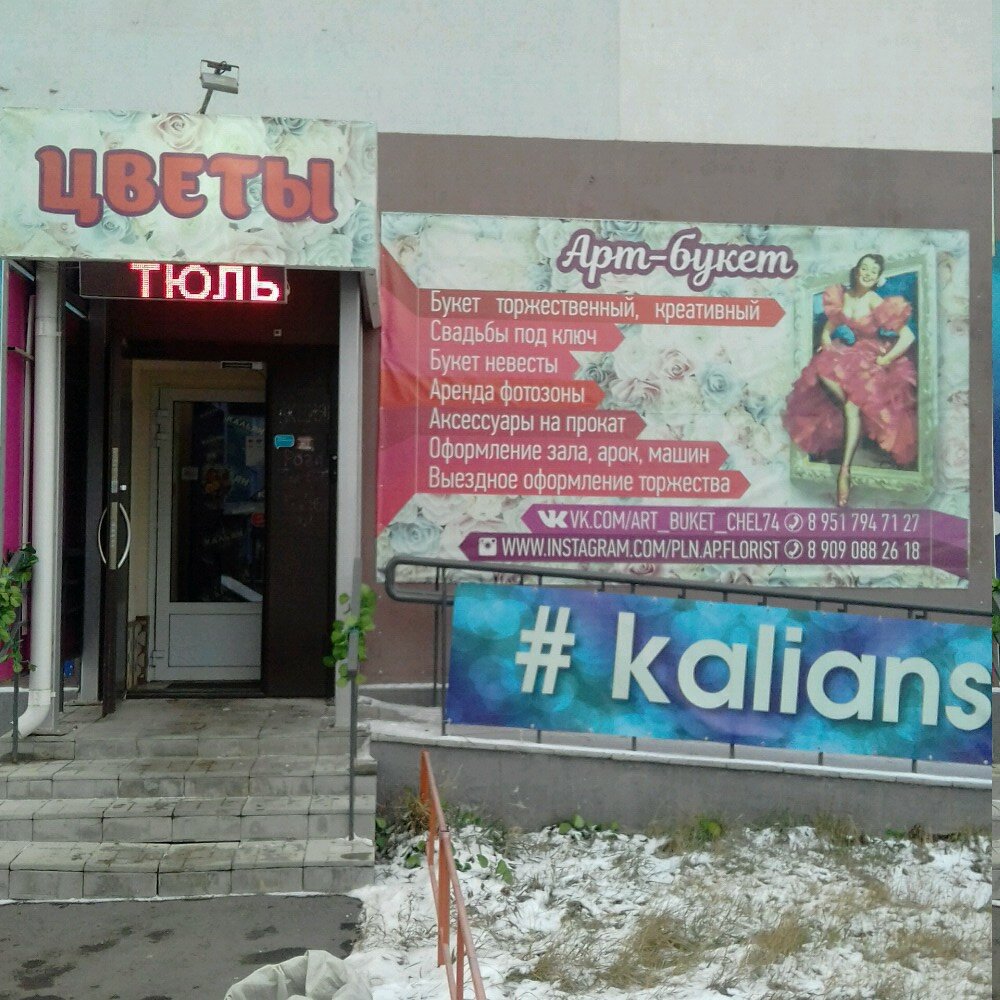 ЦВЕТЫ
ТЮЛЬ
Арт-букет
Букет торжественный, креативный
Свадьбы под ключ
Букет невесты
Аренда фотозоны
Аксессуары на прокат
Оформление зала, арок, машин
Выездное оформление торжества
VK.COM/ART_BUKET_CHEL74 8 951 794 71 27
WWW.INSTAGRAM.COM/PLN.AP.FLORIST 8 909 088 26 18
# kalians